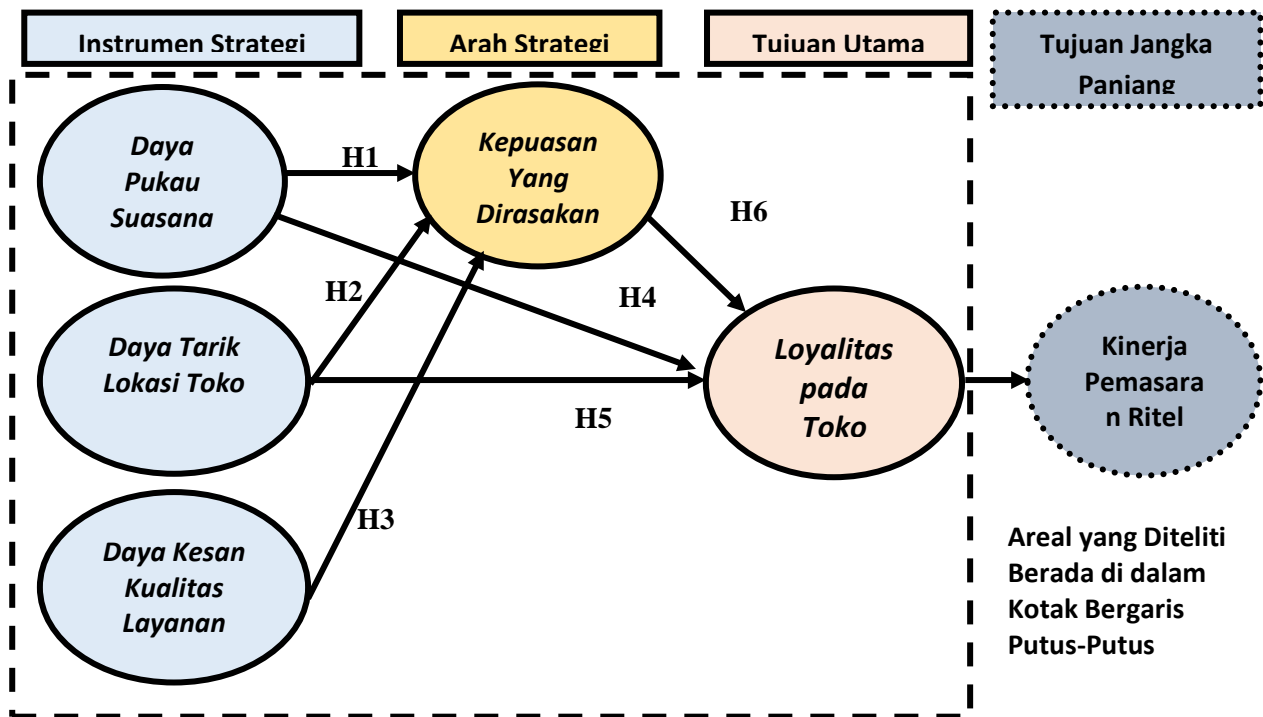 Instrumen Strategi
Arah Strategi
Tujuan Utama
Tujuan Jangka
Panjang
Daya
Pukau
Suasana
H1
Kepuasan
Yang
Dirasakan
H6
H2
H4
Daya Tarik
Lokasi Toko
Loyalitas
pada
Toko
Kinerja
Pemasara
n Ritel
H5
H3
Daya Kesan
Kualitas
Layanan
Areal yang Diteliti
Berada di dalam
Kotak Bergaris
Putus-Putus